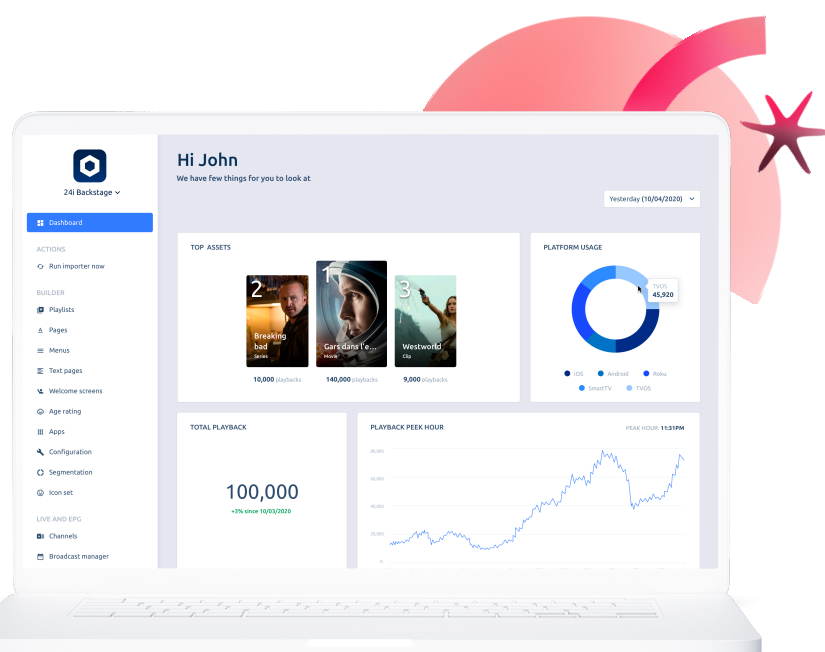 24i Backstage
Dashboard
ACTIONS
Run importer now
BUILDER
Playlists
Pages
Menus
Text pages
Welcome screens
Age rating
Apps
Configuration
Segmentation
Icon set
LIVE AND EPG
Channels
Broadcast manager
Hi John
We have few things for you to look at
Yesterday (10/04/2020)
TOP ASSETS
2
Breaking
bad
Series
10,000 playbacks
1
Gars dans l'e...
Movie
140,000 playbacks
3
Westworld
Clip
9,000 playbacks
PLATFORM USAGE
TVOS
45,920
iOS
Android
Roku
SmartTV
TVOS
TOTAL PLAYBACK
100,000
+3% since 10/03/2020
PLAYBACK PEEK HOUR
PEAK HOUR: 11:31PM
80,000
60,000
40,000
20,000
0